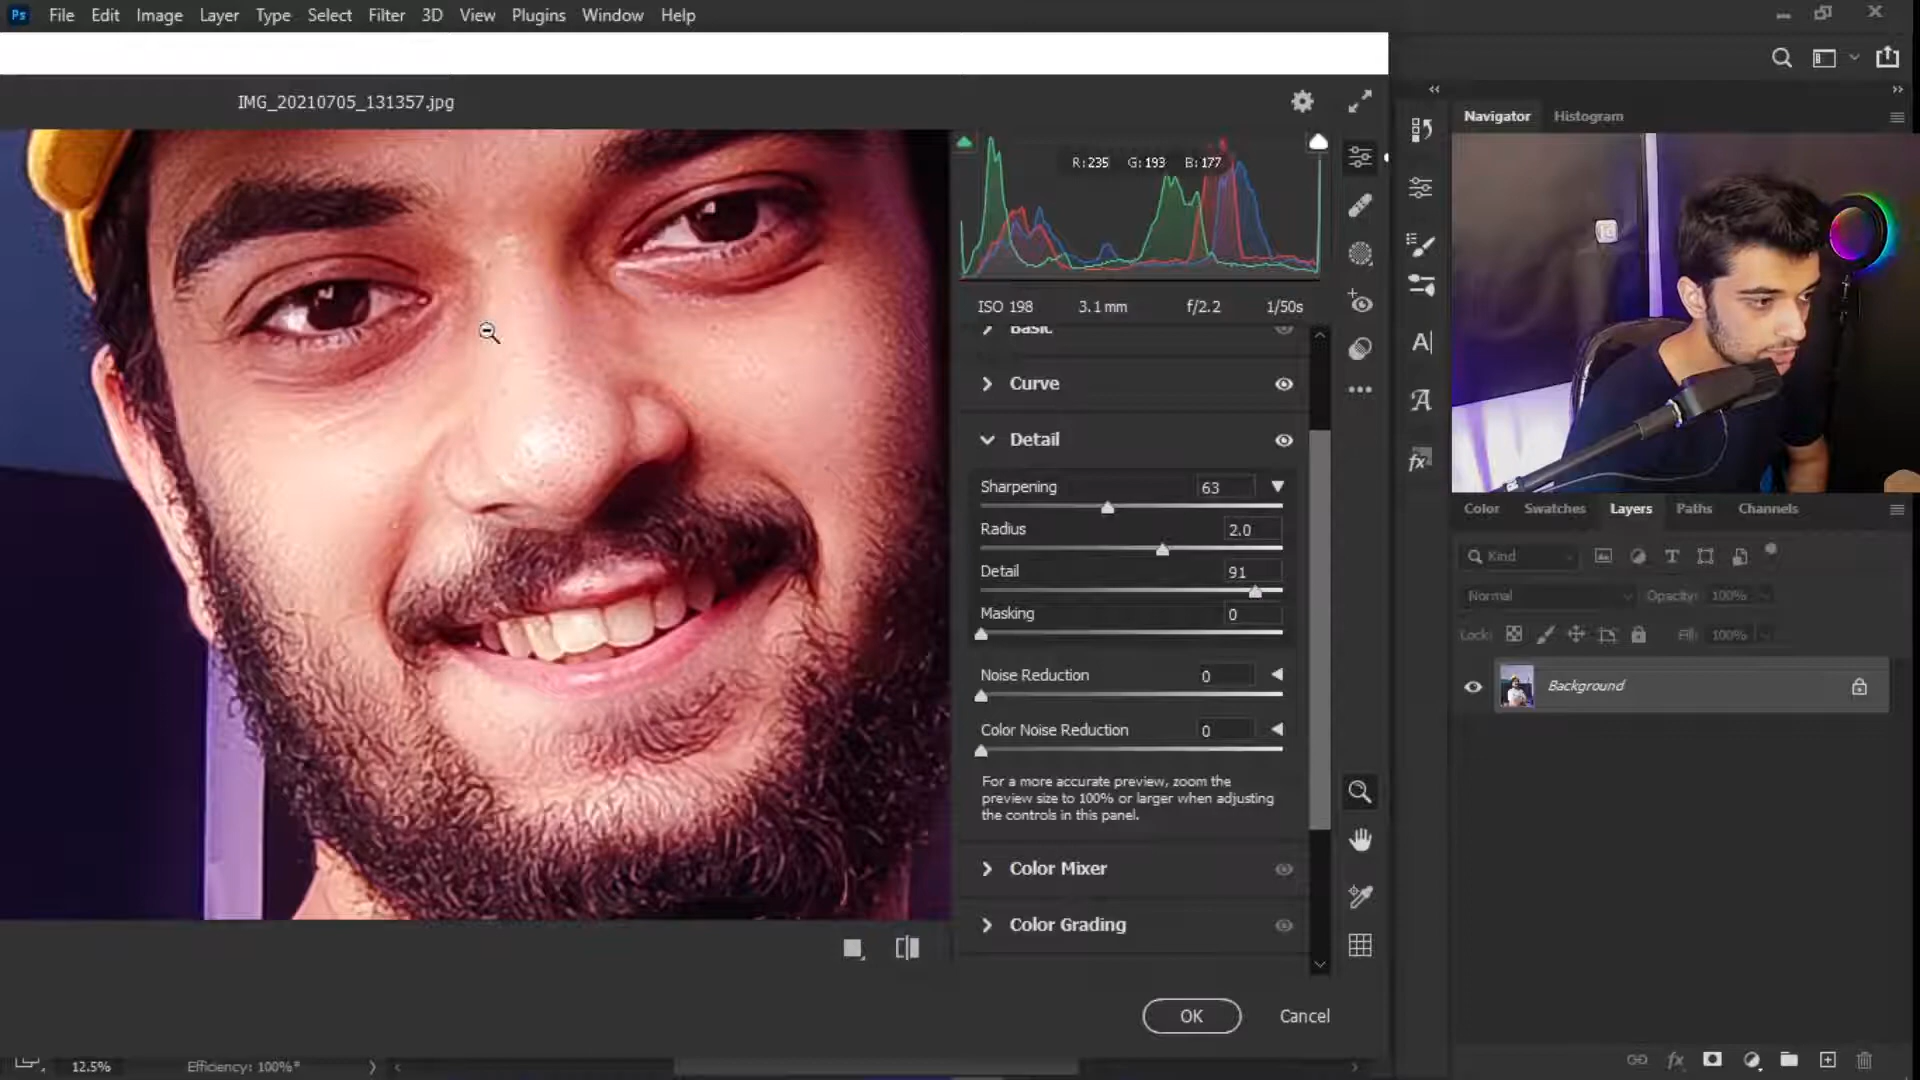 Ps File Edit Image Layer Type Select Filter 3D View Plugins Window Help
IMG_20210705_131357.jpg
R: 235 G: 193 B: 177
ISO 198 3.1 mm f/2.2 1/50s
Basic
Curve
Detail
Sharpening 63
Radius 2.0
Detail 91
Masking 0
Noise Reduction 0
Color Noise Reduction 0
For a more accurate preview, zoom the
preview size to 100% or larger when adjusting
the controls in this panel.
Color Mixer
Color Grading
OK Cancel
12.5% Efficiency: 100%*
Navigator Histogram
Color Swatches Layers Paths Channels
Kind
Normal Opacity: 100%
Lock: Fill: 100%
Background